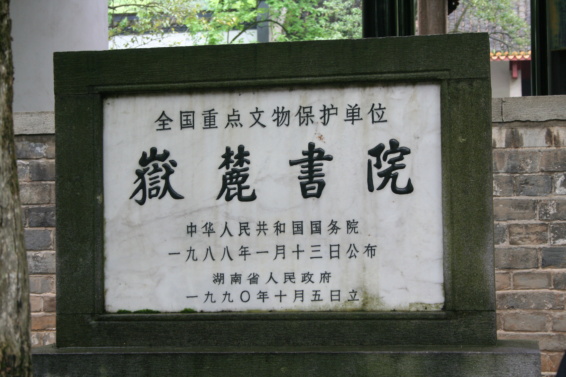 全国重点文物保护单位
嶽麓書院
中华人民共和国国务院
一九八八年一月十三日公布
湖南省人民政府
一九九〇年十月五日立